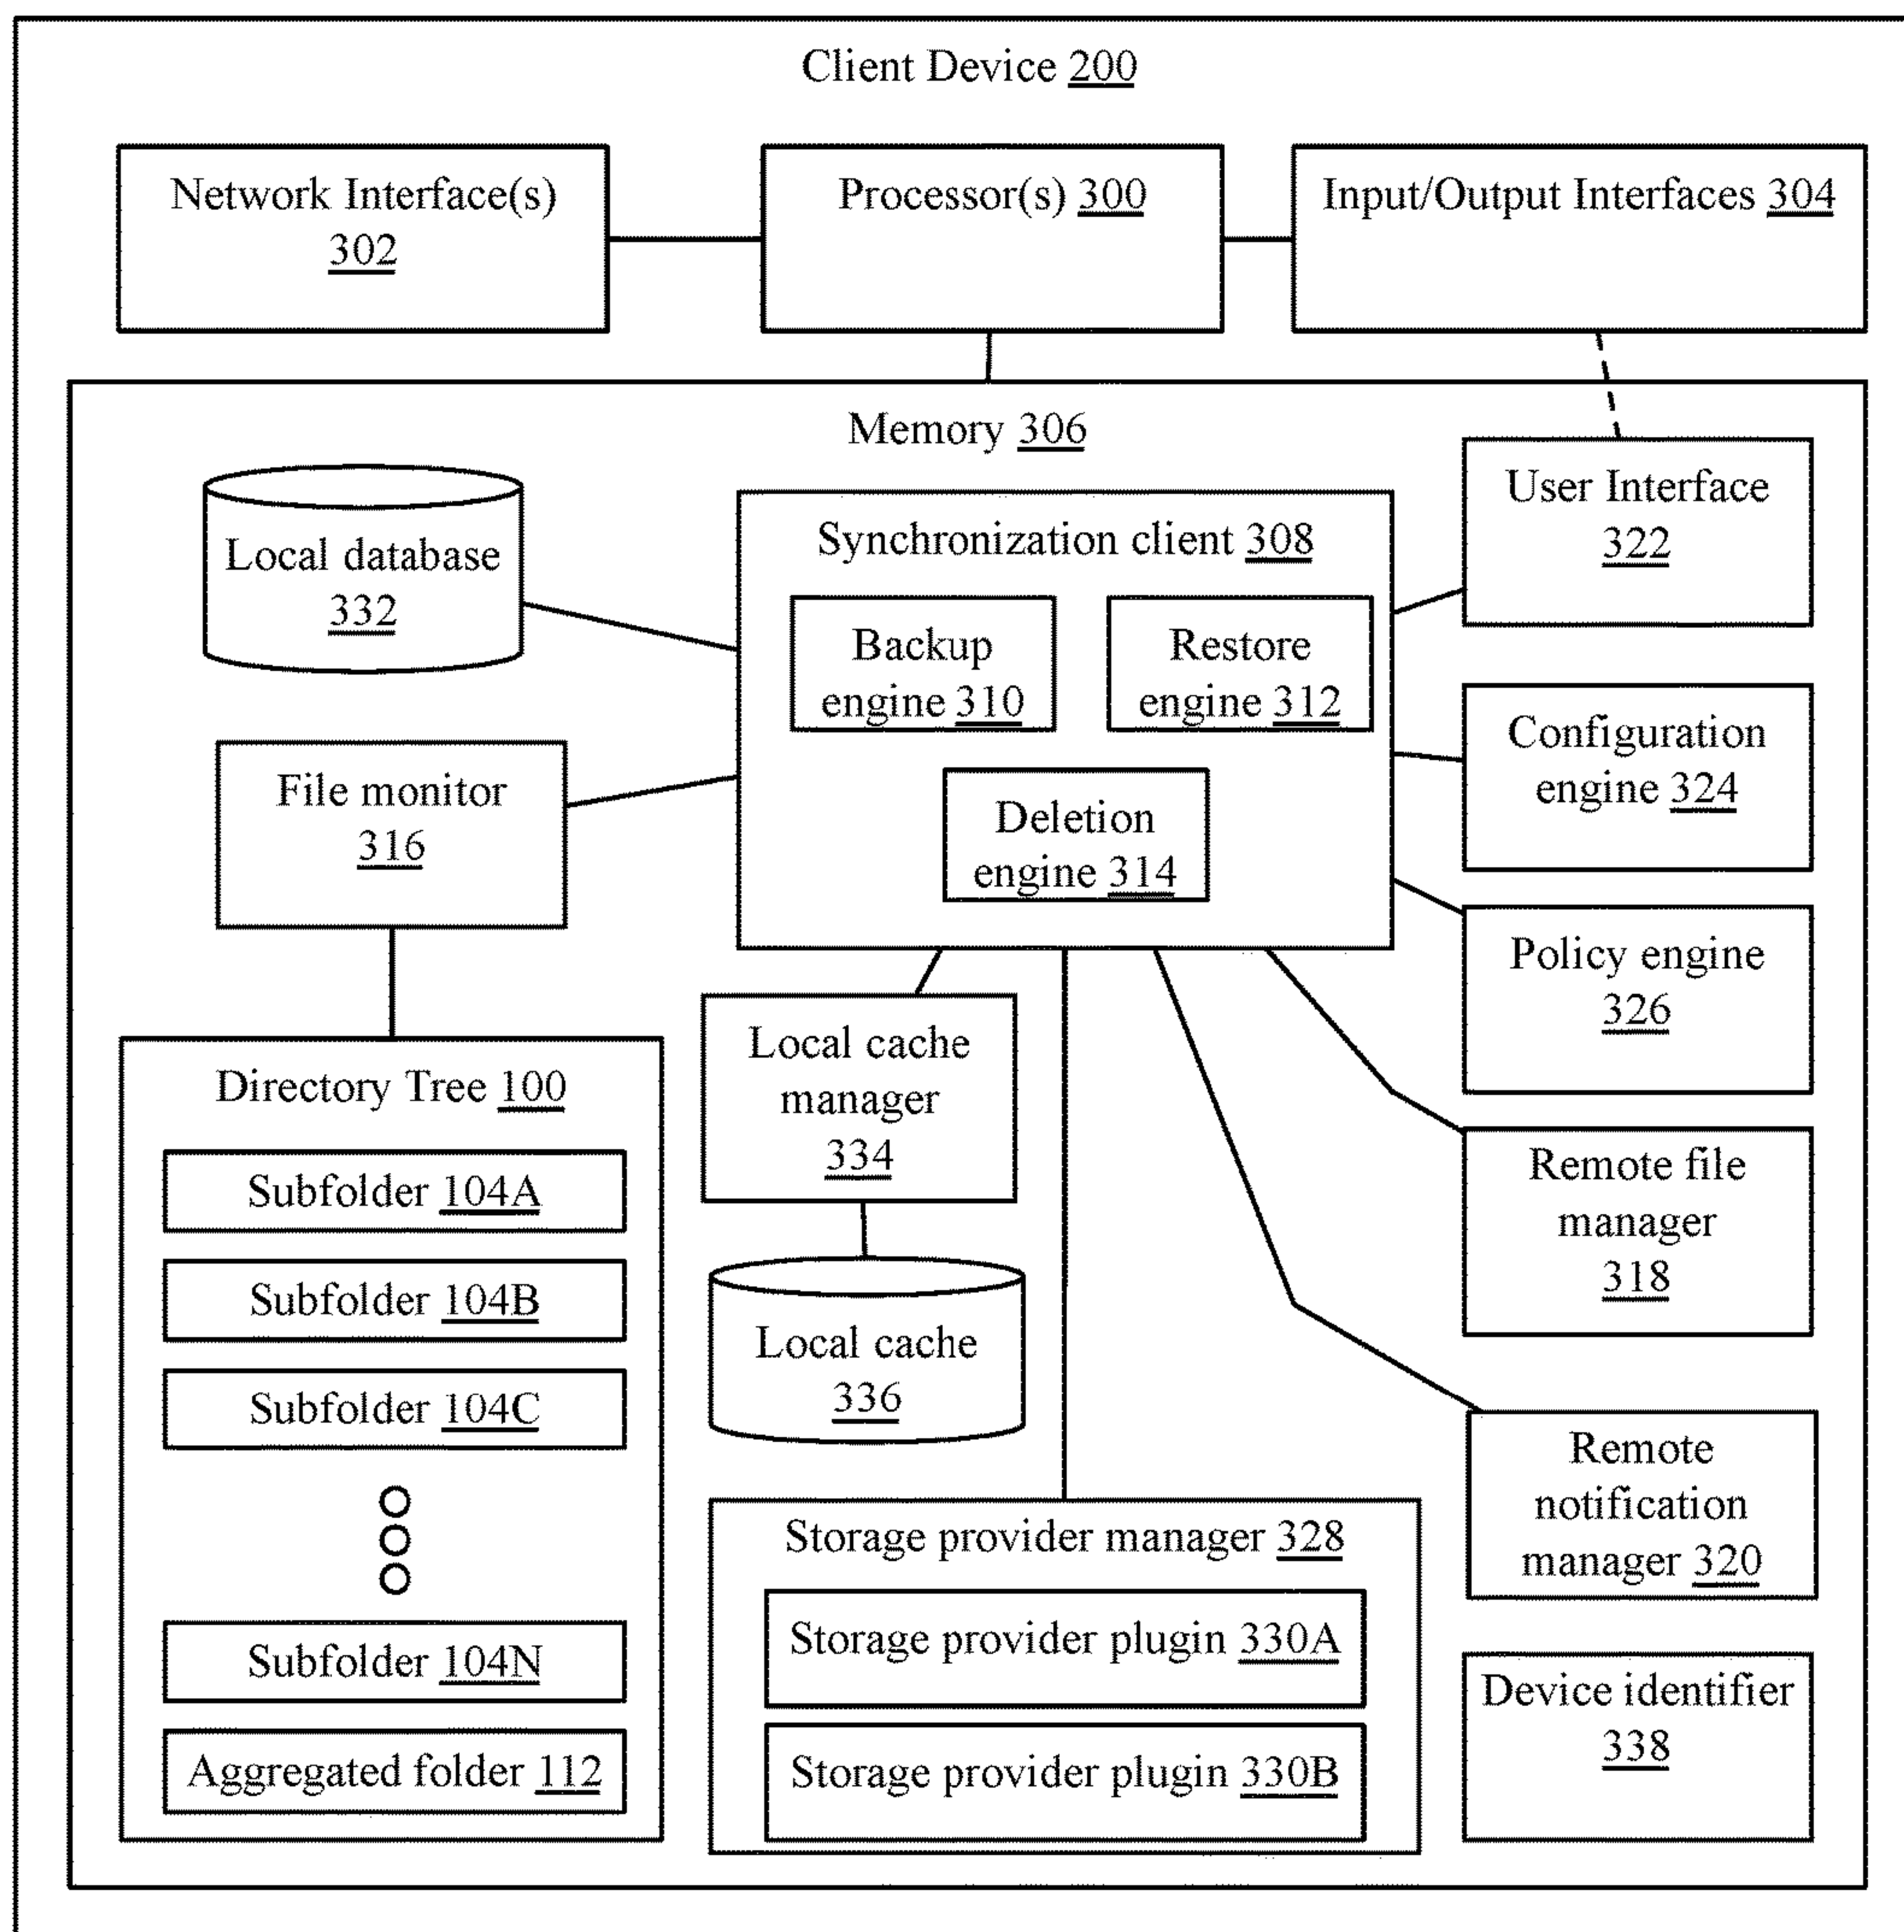 Client Device 200
Network Interface(s)
302
Processor(s) 300
Input/Output Interfaces 304
Memory 306
Local database
332
Synchronization client 308
Backup
engine 310
Restore
engine 312
Deletion
engine 314
User Interface
322
Configuration
engine 324
File monitor
316
Policy engine
326
Directory Tree 100
Subfolder 104A
Subfolder 104B
Subfolder 104C
Subfolder 104N
Aggregated folder 112
Local cache
manager
334
Local cache
336
Remote file
manager
318
Remote
notification
manager 320
Storage provider manager 328
Storage provider plugin 330A
Storage provider plugin 330B
Device identifier
338